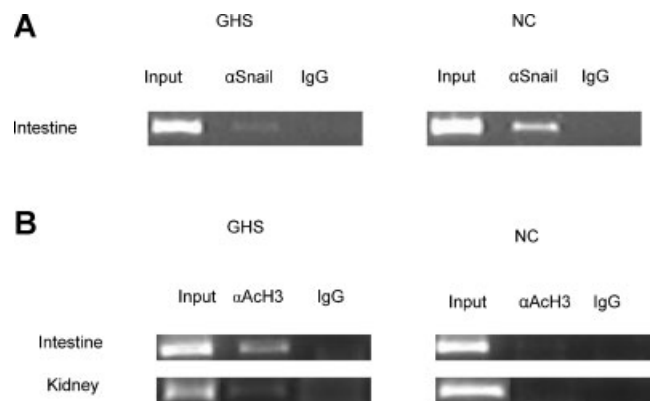 A
GHS NC
Input αSnail IgG Input αSnail IgG
Intestine
B
GHS NC
Input αAcH3 IgG Input αAcH3 IgG
Intestine
Kidney